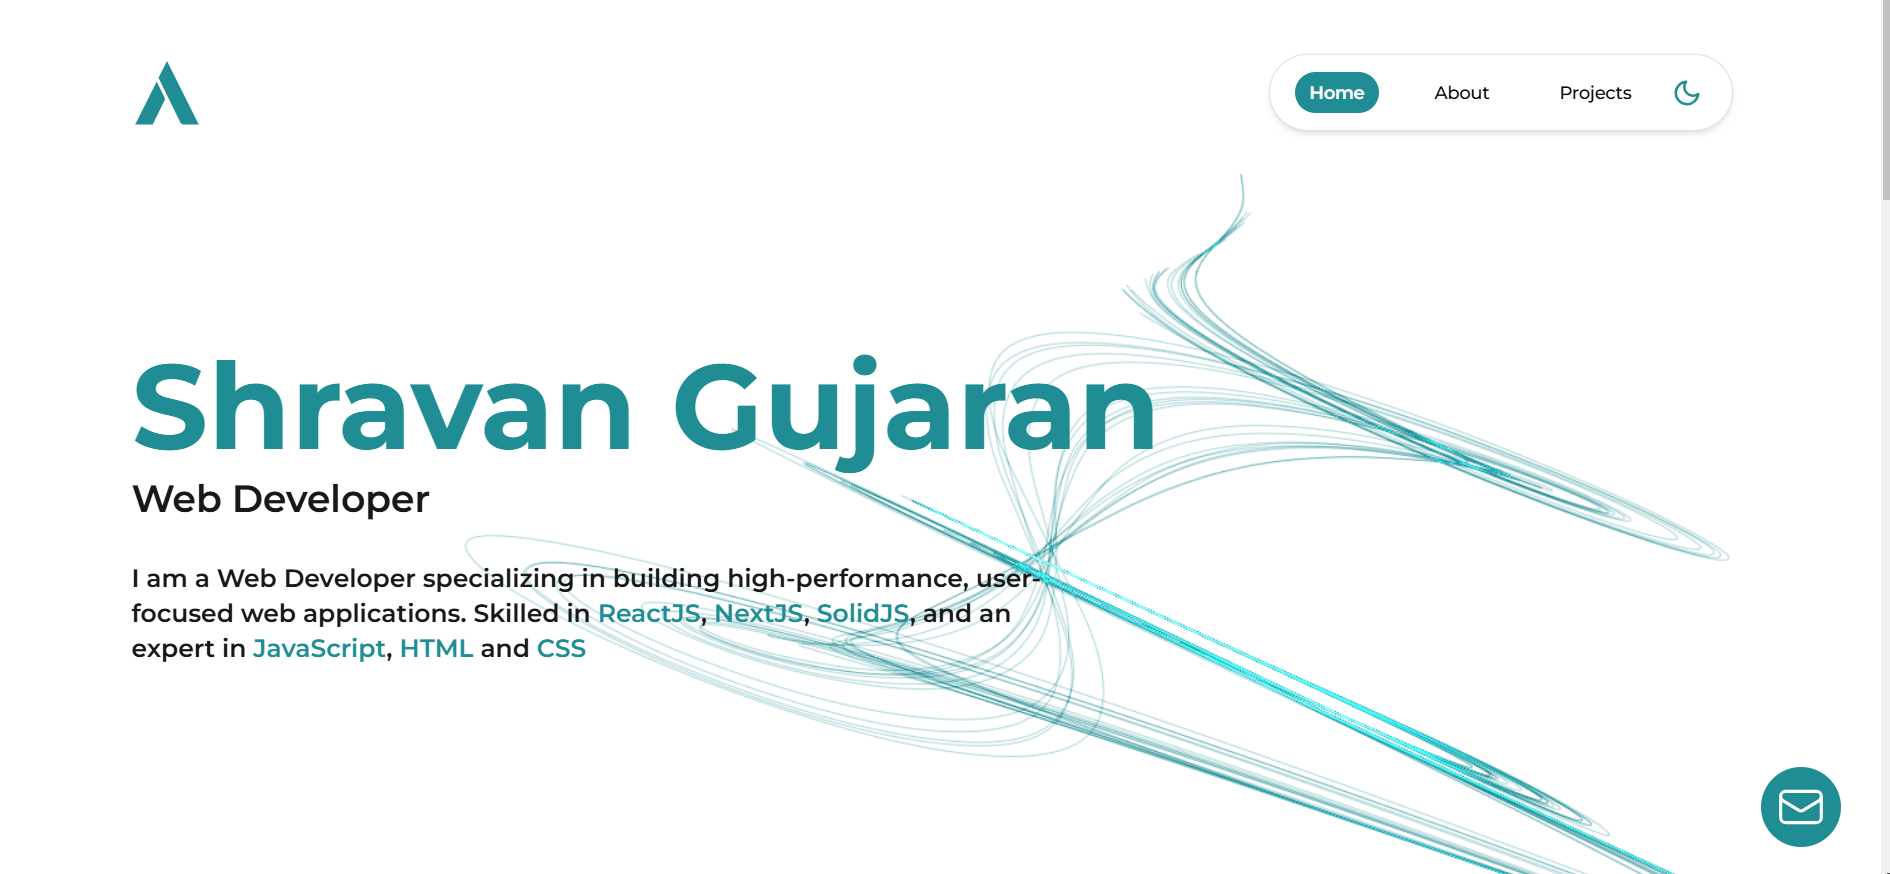 Home About Projects
Shravan Gujaran
Web Developer
I am a Web Developer specializing in building high-performance, user-
focused web applications. Skilled in ReactJS, NextJS, SolidJS, and an
expert in JavaScript, HTML and CSS